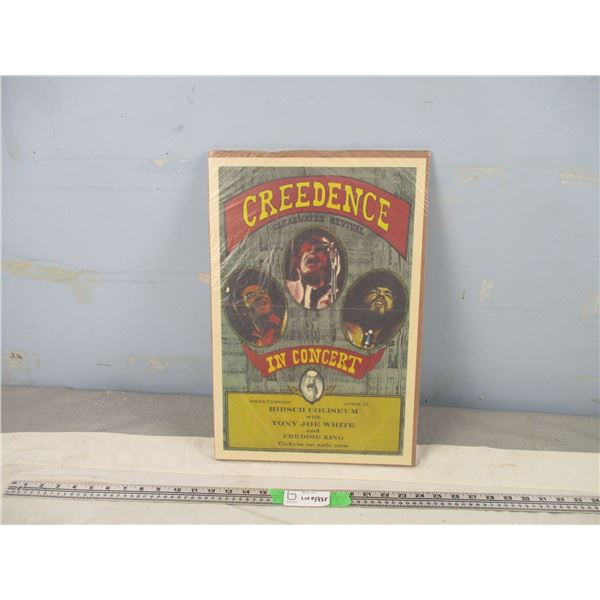 CREEDENCE
CLEARWATER REVIVAL
IN CONCERT
SHREVEPORT APRIL
HIRSCH COLISEUM
with
TONY JOE WHITE
and
FREDDIE KING
Tickets on sale now